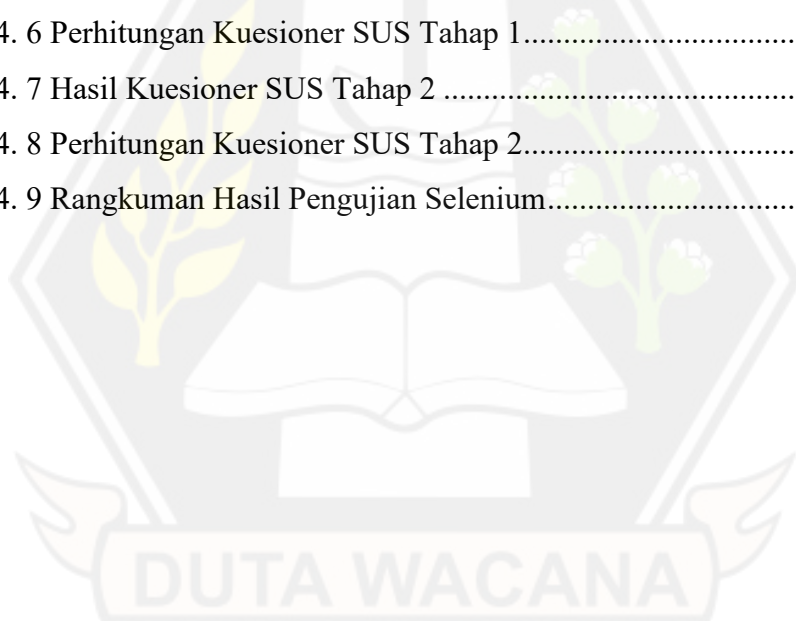 4. 6 Perhitungan Kuesioner SUS Tahap 1..................................
4. 7 Hasil Kuesioner SUS Tahap 2 ...........................................
4. 8 Perhitungan Kuesioner SUS Tahap 2..................................
4. 9 Rangkuman Hasil Pengujian Selenium...............................
DUTA WACANA